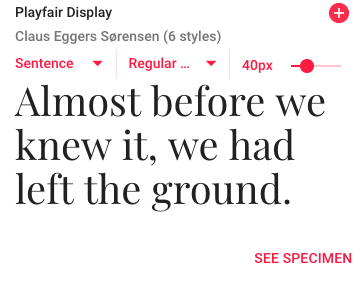 Playfair Display
Claus Eggers Sørensen (6 styles)
Sentence Regular ... 40px
Almost before we
knew it, we had
left the ground.
SEE SPECIMEN